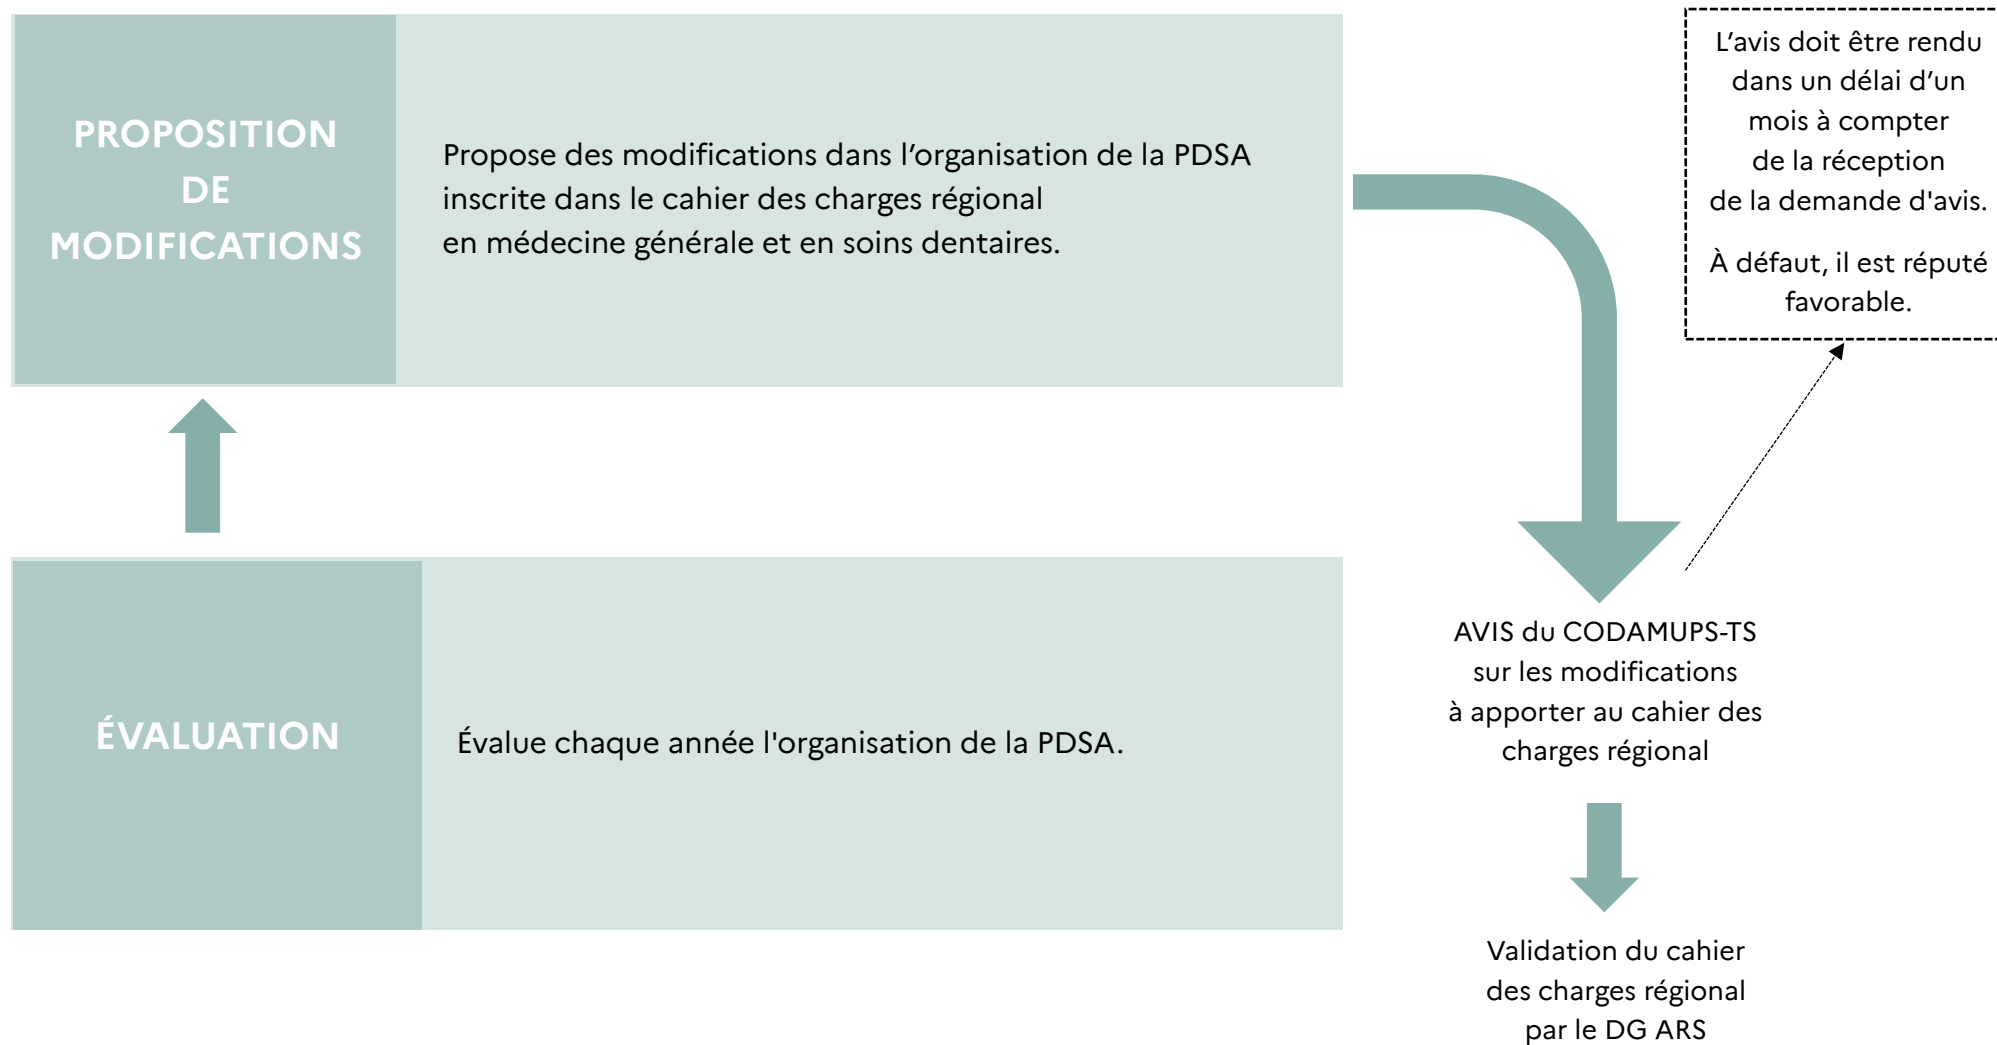 PROPOSITION
DE
MODIFICATIONS
Propose des modifications dans l’organisation de la PDSA
inscrite dans le cahier des charges régional
en médecine générale et en soins dentaires.
L’avis doit être rendu
dans un délai d’un
mois à compter
de la réception
de la demande d'avis.
À défaut, il est réputé
favorable.
ÉVALUATION
Évalue chaque année l'organisation de la PDSA.
AVIS du CODAMUPS-TS
sur les modifications
à apporter au cahier des
charges régional
Validation du cahier
des charges régional
par le DG ARS